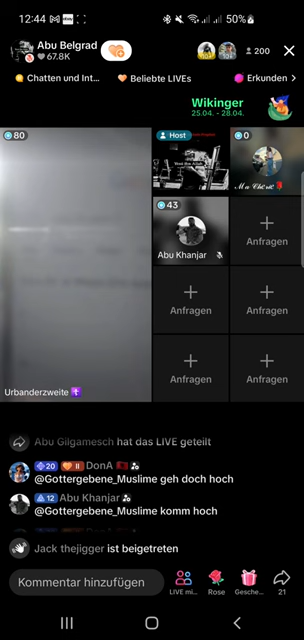 12:44
50%
Abu Belgrad
67.8K
200
Chatten und Int...
Beliebte LIVEs
Erkunden >
Wikinger
25.04. - 28.04.
80
Host
0
43
Abu Khanjar
Anfragen
Anfragen
Anfragen
Anfragen
Anfragen
Urbanderzweite
Abu Gilgamesch hat das LIVE geteilt
20 II DonA
@Gottergebene_Muslime geh doch hoch
12 Abu Khanjar
@Gottergebene_Muslime komm hoch
Jack thejigger ist beigetreten
Kommentar hinzufügen
LIVE mi...
Rose
Gesche...
21